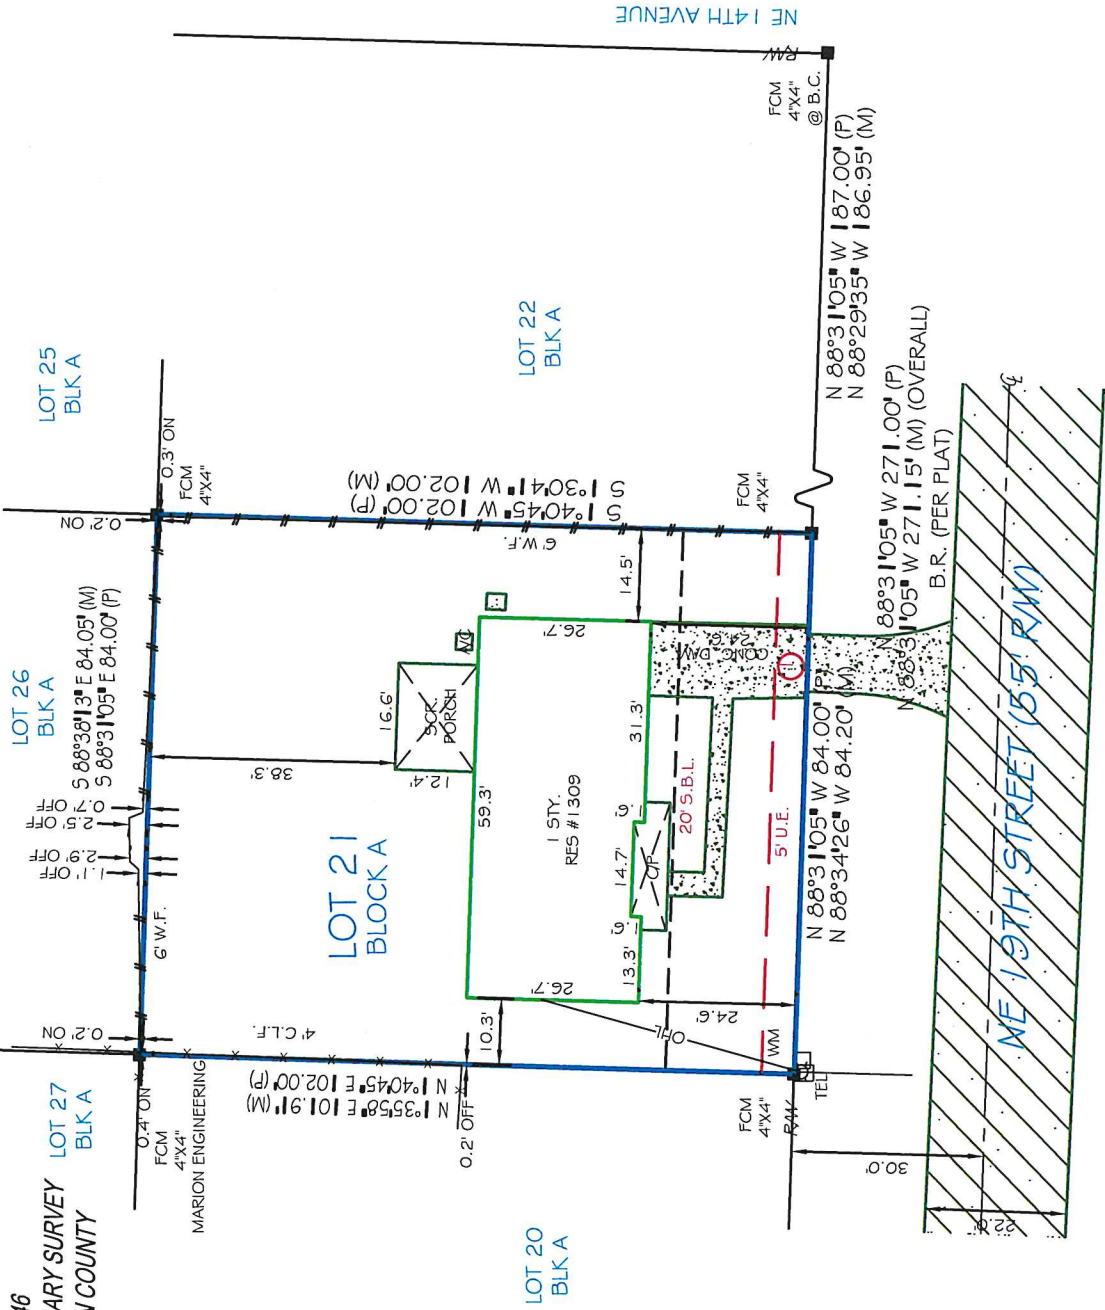 46
ARY SURVEY
N COUNTY
NE 14TH AVENUE
R/W
FCM
4"X4"
@ B.C.
N 88°31'05" W 187.00' (P)
N 88°29'35" W 186.95' (M)
LOT 25
BLK A
0.3' ON
FCM
4"X4"
0.2' ON
LOT 22
BLK A
S 1°40'45" W 102.00' (P)
S 1°30'41" W 102.00' (M)
6' W.F.
FCM
4"X4"
N 88°31'05" W 271.00' (P)
N 88°31'05" W 271.15' (M) (OVERALL)
B.R. (PER PLAT)
LOT 26
BLK A
S 88°38'13" E 84.05' (M)
S 88°31'05" E 84.00' (P)
0.7' OFF
2.5' OFF
2.9' OFF
1.1' OFF
6' W.F.
0.2' ON
38.3'
16.6'
SCR.
PORCH
12.4'
A/C
14.5'
26.7'
59.3'
1 STY.
RES #1309
31.3'
1.6'
14.7'
C/P
1.6'
13.3'
26.7'
10.3'
24.6'
CONC. D/W
20' S.B.L.
5' U.E.
24.6'
OHL
WM
TEL
N 88°31'05" W 84.00' (P)
N 88°34'26" W 84.20' (M)
LOT 21
BLOCK A
LOT 27
BLK A
0.4' ON
FCM
4"X4"
MARION ENGINEERING
4' C.L.F.
N 1°40'45" E 102.00' (P)
N 1°35'58" E 101.91' (M)
0.2' OFF
FCM
4"X4"
R/W
LOT 20
BLK A
30.0'
22.0'
NE 19TH STREET (55' R/W)